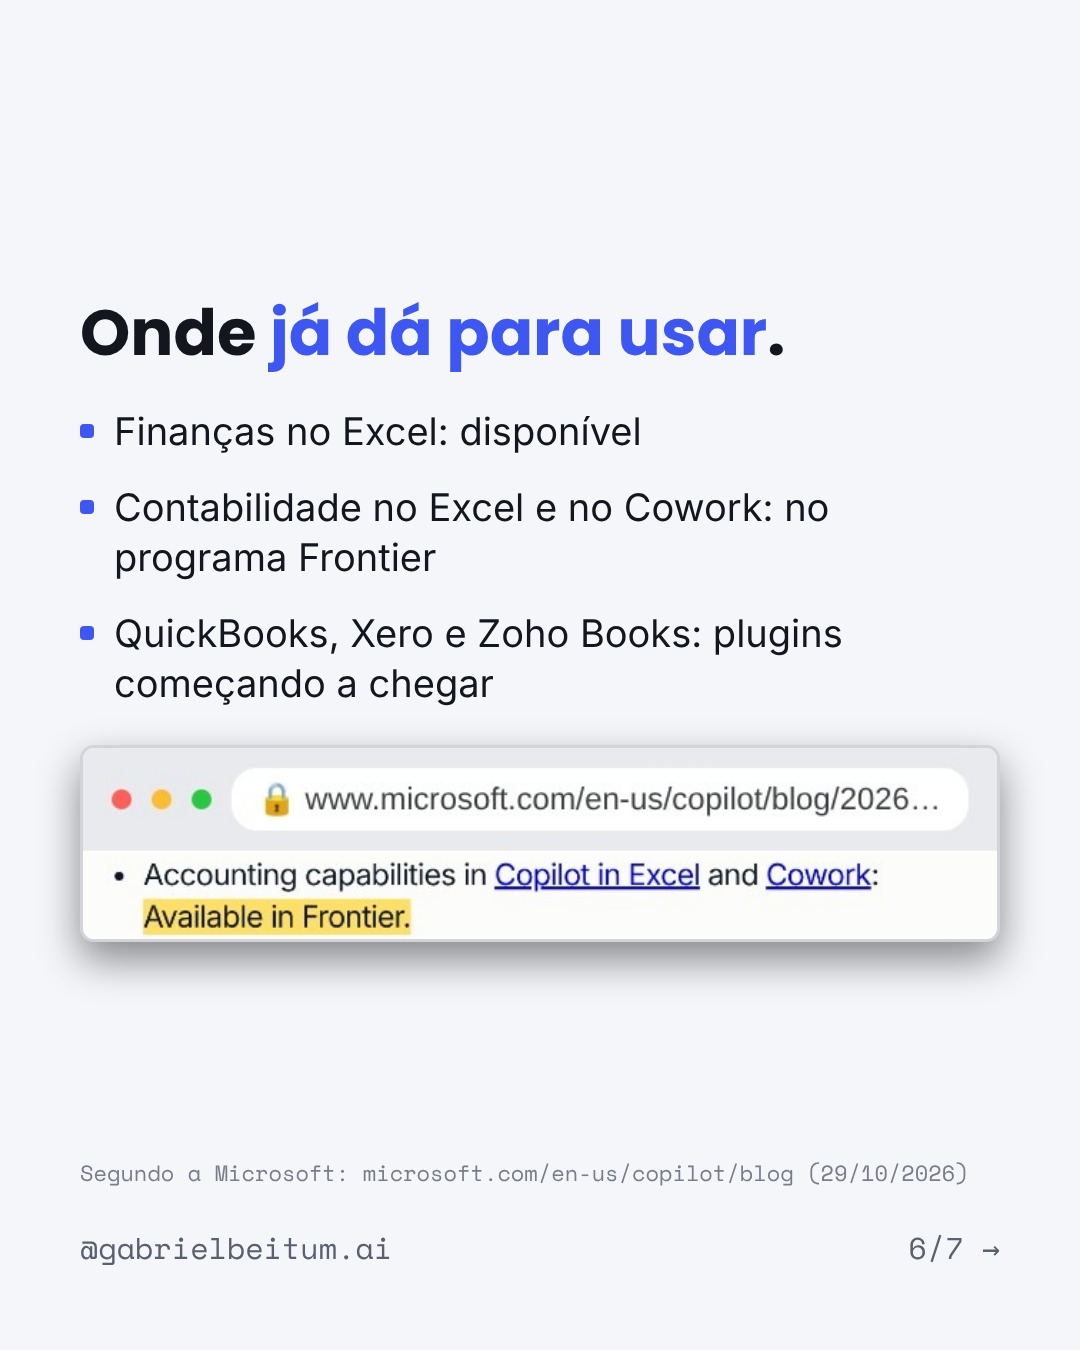 Onde já dá para usar.
Finanças no Excel: disponível
Contabilidade no Excel e no Cowork: no
programa Frontier
QuickBooks, Xero e Zoho Books: plugins
começando a chegar
www.microsoft.com/en-us/copilot/blog/2026...
• Accounting capabilities in Copilot in Excel and Cowork:
Available in Frontier.
Segundo a Microsoft: microsoft.com/en-us/copilot/blog (29/10/2026)
@gabrielbeitum.ai
6/7 →